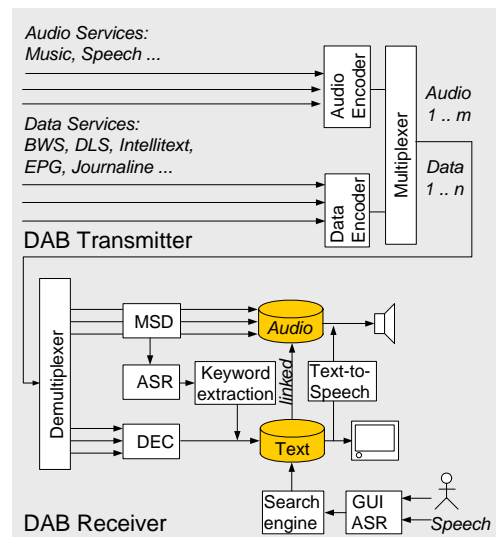 Audio Services:
Music, Speech ...
Audio
Encoder
Multiplexer
Audio
1 .. m
Data Services:
BWS, DLS, Intellitext,
EPG, Journaline ...
Data
1 .. n
Data
Encoder
DAB Transmitter
Demultiplexer
MSD
Audio
ASR
Keyword
extraction
linked
Text-to-
Speech
DEC
Text
Search
engine
GUI
ASR
Speech
DAB Receiver